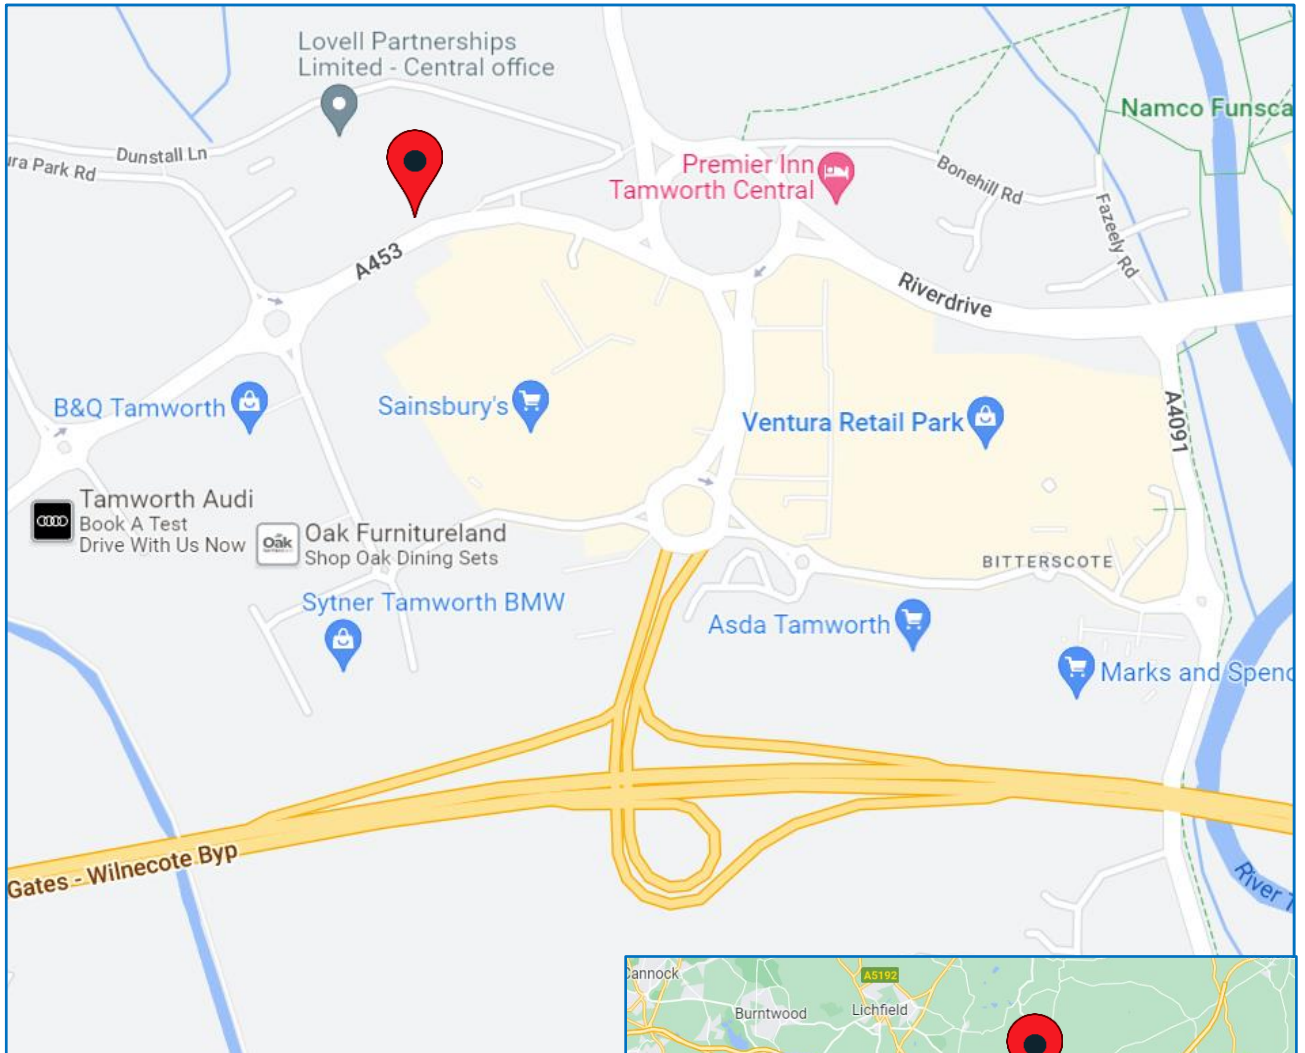 Lovell Partnerships
Limited - Central office
Namco Funsca
Dunstall Ln
ura Park Rd
Premier Inn
Tamworth Central
Bonehill Rd
Fazeely Rd
A453
Riverdrive
B&Q Tamworth
Sainsbury's
Ventura Retail Park
A4091
Tamworth Audi
Book A Test
Drive With Us Now
Oak
Oak Furnitureland
Shop Oak Dining Sets
BITTERSCOTE
Sytner Tamworth BMW
Asda Tamworth
Marks and Spenc
Gates - Wilnecote Byp
River T
Cannock
A5192
Burntwood
Lichfield